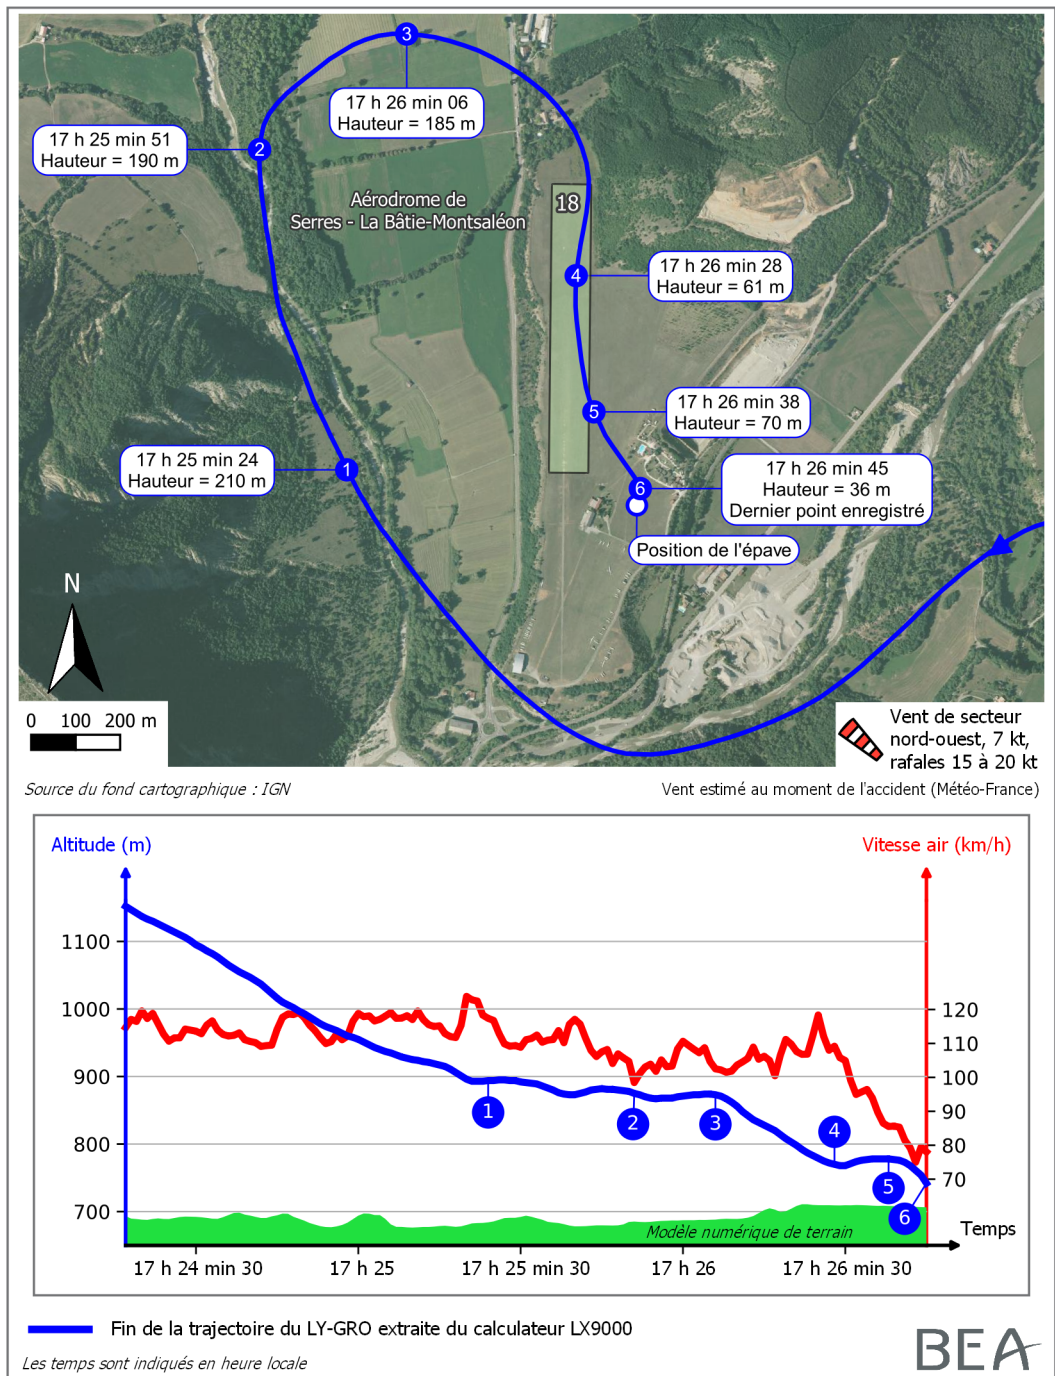 3
17 h 26 min 06
Hauteur = 185 m
17 h 25 min 51
Hauteur = 190 m
2
Aérodrome de
Serres - La Bâtie-Montsaléon
18
4
17 h 26 min 28
Hauteur = 61 m
5
17 h 26 min 38
Hauteur = 70 m
17 h 25 min 24
Hauteur = 210 m
1
6
17 h 26 min 45
Hauteur = 36 m
Dernier point enregistré
Position de l'épave
N
0 100 200 m
Vent de secteur
nord-ouest, 7 kt,
rafales 15 à 20 kt
Source du fond cartographique : IGN
Vent estimé au moment de l'accident (Météo-France)
Altitude (m)
Vitesse air (km/h)
1100
1000
900
800
700
120
110
100
90
80
70
1
2
3
4
5
6
Modèle numérique de terrain
Temps
17 h 24 min 30
17 h 25
17 h 25 min 30
17 h 26
17 h 26 min 30
Fin de la trajectoire du LY-GRO extraite du calculateur LX9000
Les temps sont indiqués en heure locale
BEA